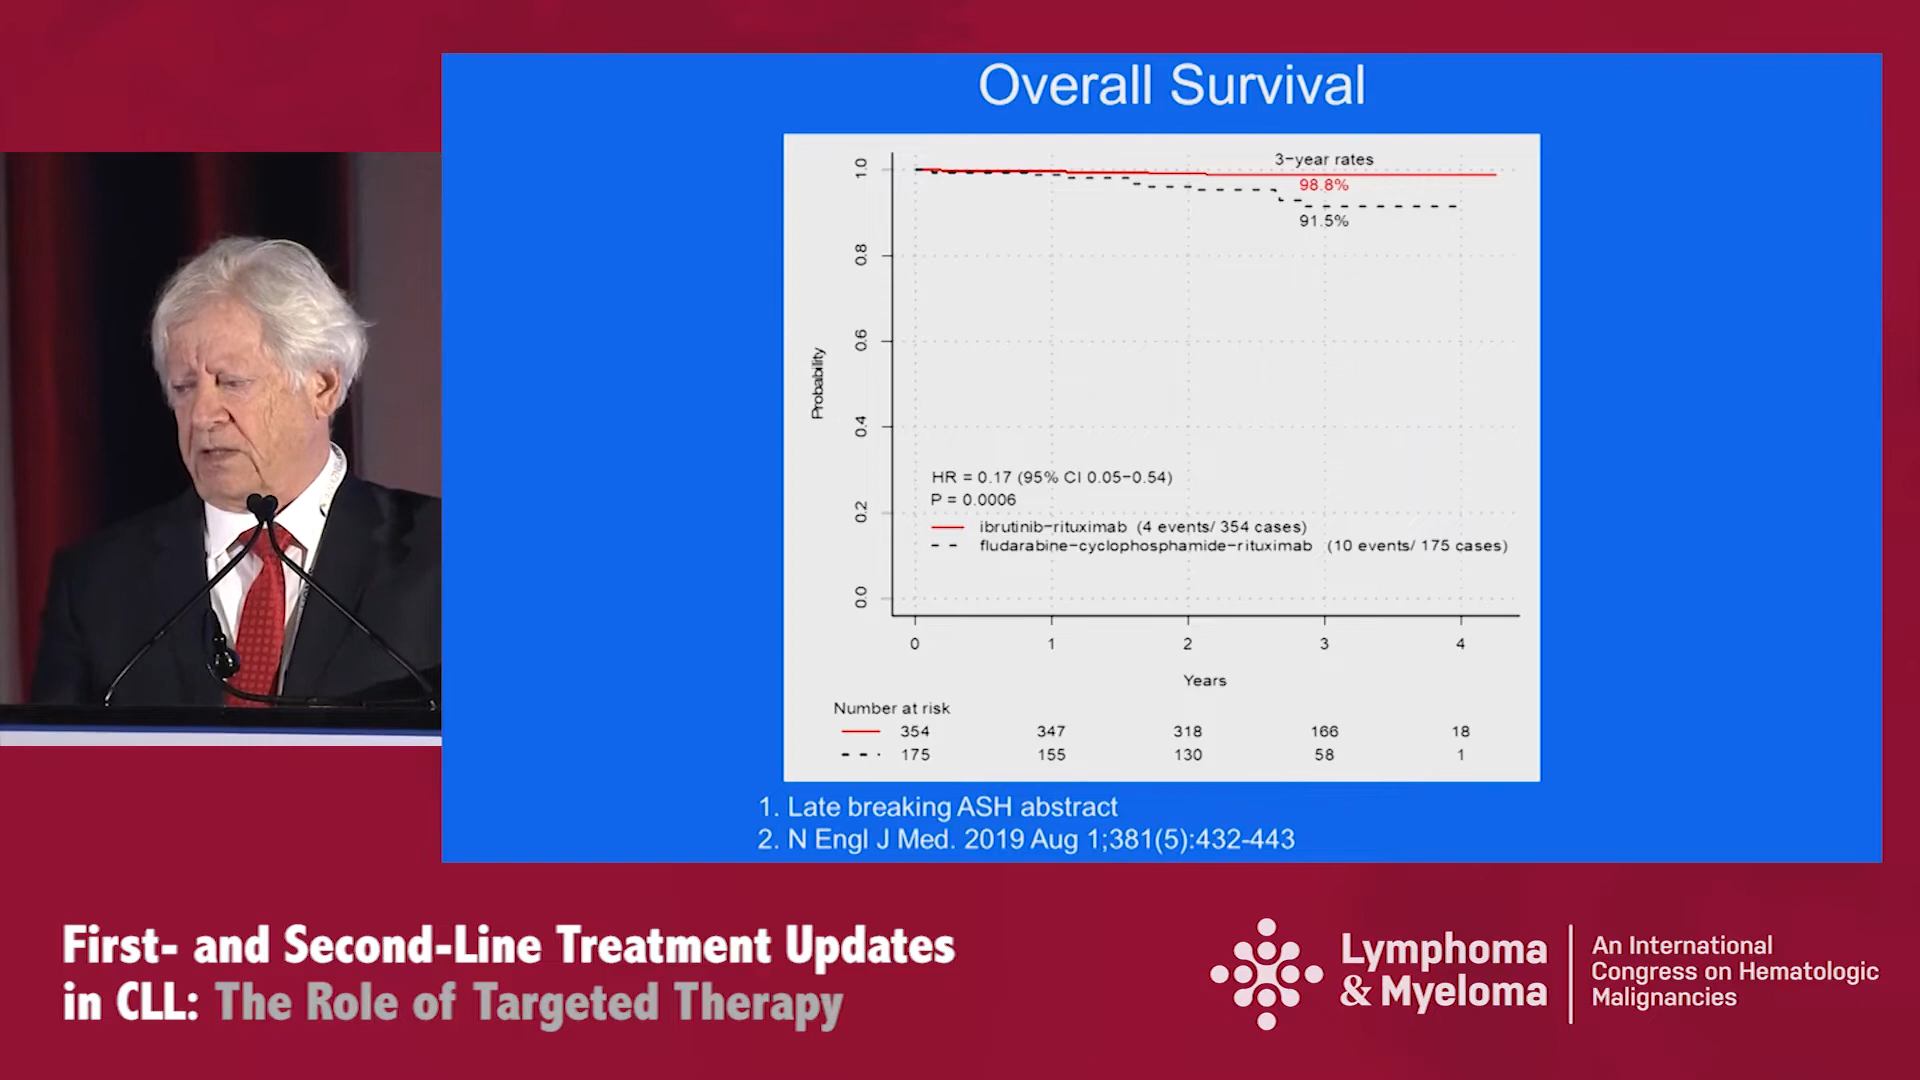 Overall Survival
3−year rates
98.8%
91.5%
1.0
0.8
0.6
0.4
0.2
0.0
Probability
HR = 0.17 (95% CI 0.05−0.54)
P = 0.0006
ibrutinib−rituximab (4 events/ 354 cases)
fludarabine−cyclophosphamide−rituximab (10 events/ 175 cases)
0 1 2 3 4
Years
Number at risk
354 347 318 166 18
175 155 130 58 1
1. Late breaking ASH abstract
2. N Engl J Med. 2019 Aug 1;381(5):432-443
First- and Second-Line Treatment Updates
in CLL: The Role of Targeted Therapy
Lymphoma
& Myeloma
An International
Congress on Hematologic
Malignancies